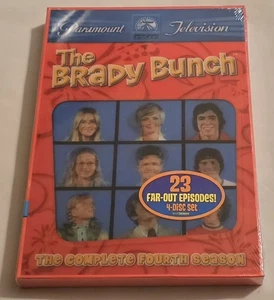 Paramount Television
The
BRADY BUNCH
23
FAR-OUT EPISODES!
4-DISC SET
THE COMPLETE FOURTH SEASON